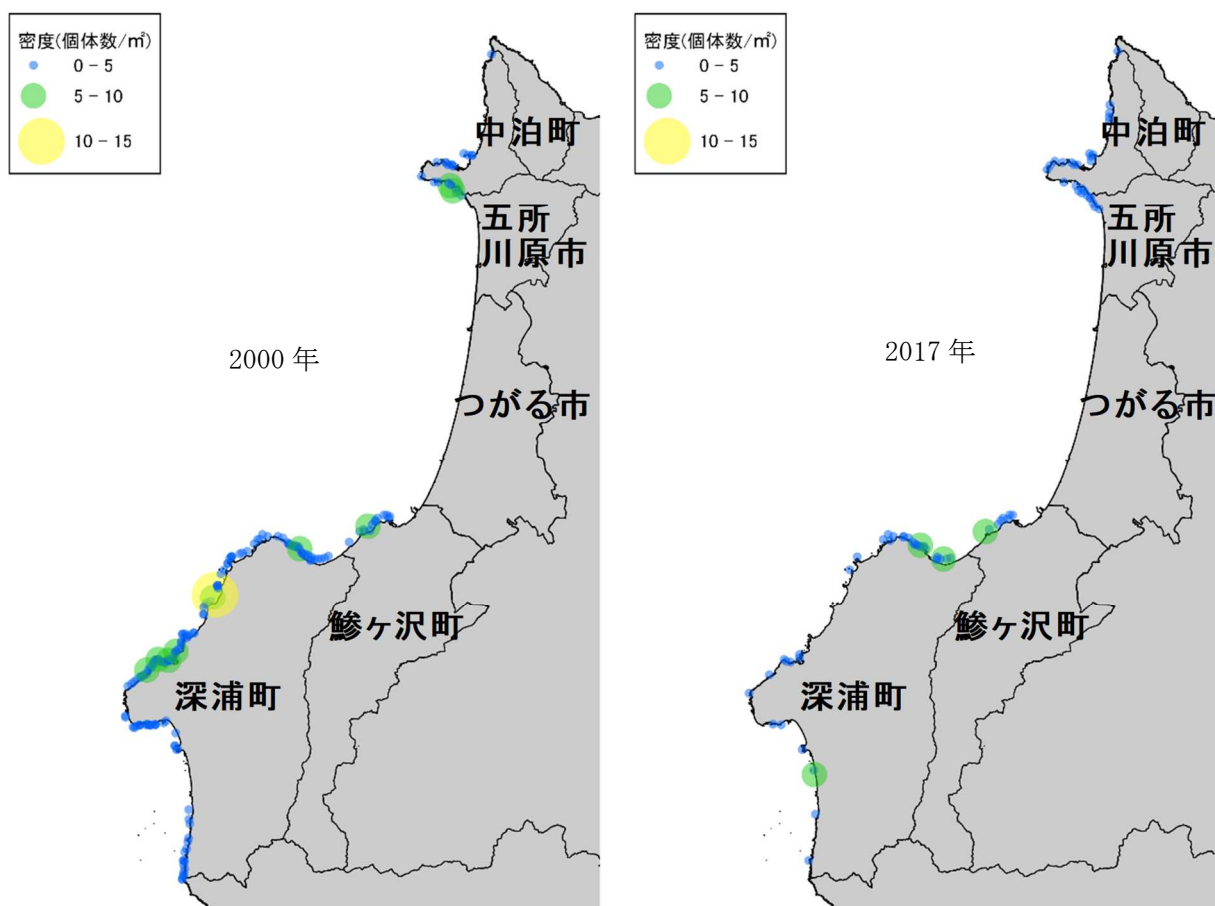 密度(個体数/㎡)
0 - 5
5 - 10
10 - 15
中泊町
五所
川原市
2000 年
つがる市
鰺ヶ沢町
深浦町
密度(個体数/㎡)
0 - 5
5 - 10
10 - 15
中泊町
五所
川原市
2017 年
つがる市
鰺ヶ沢町
深浦町